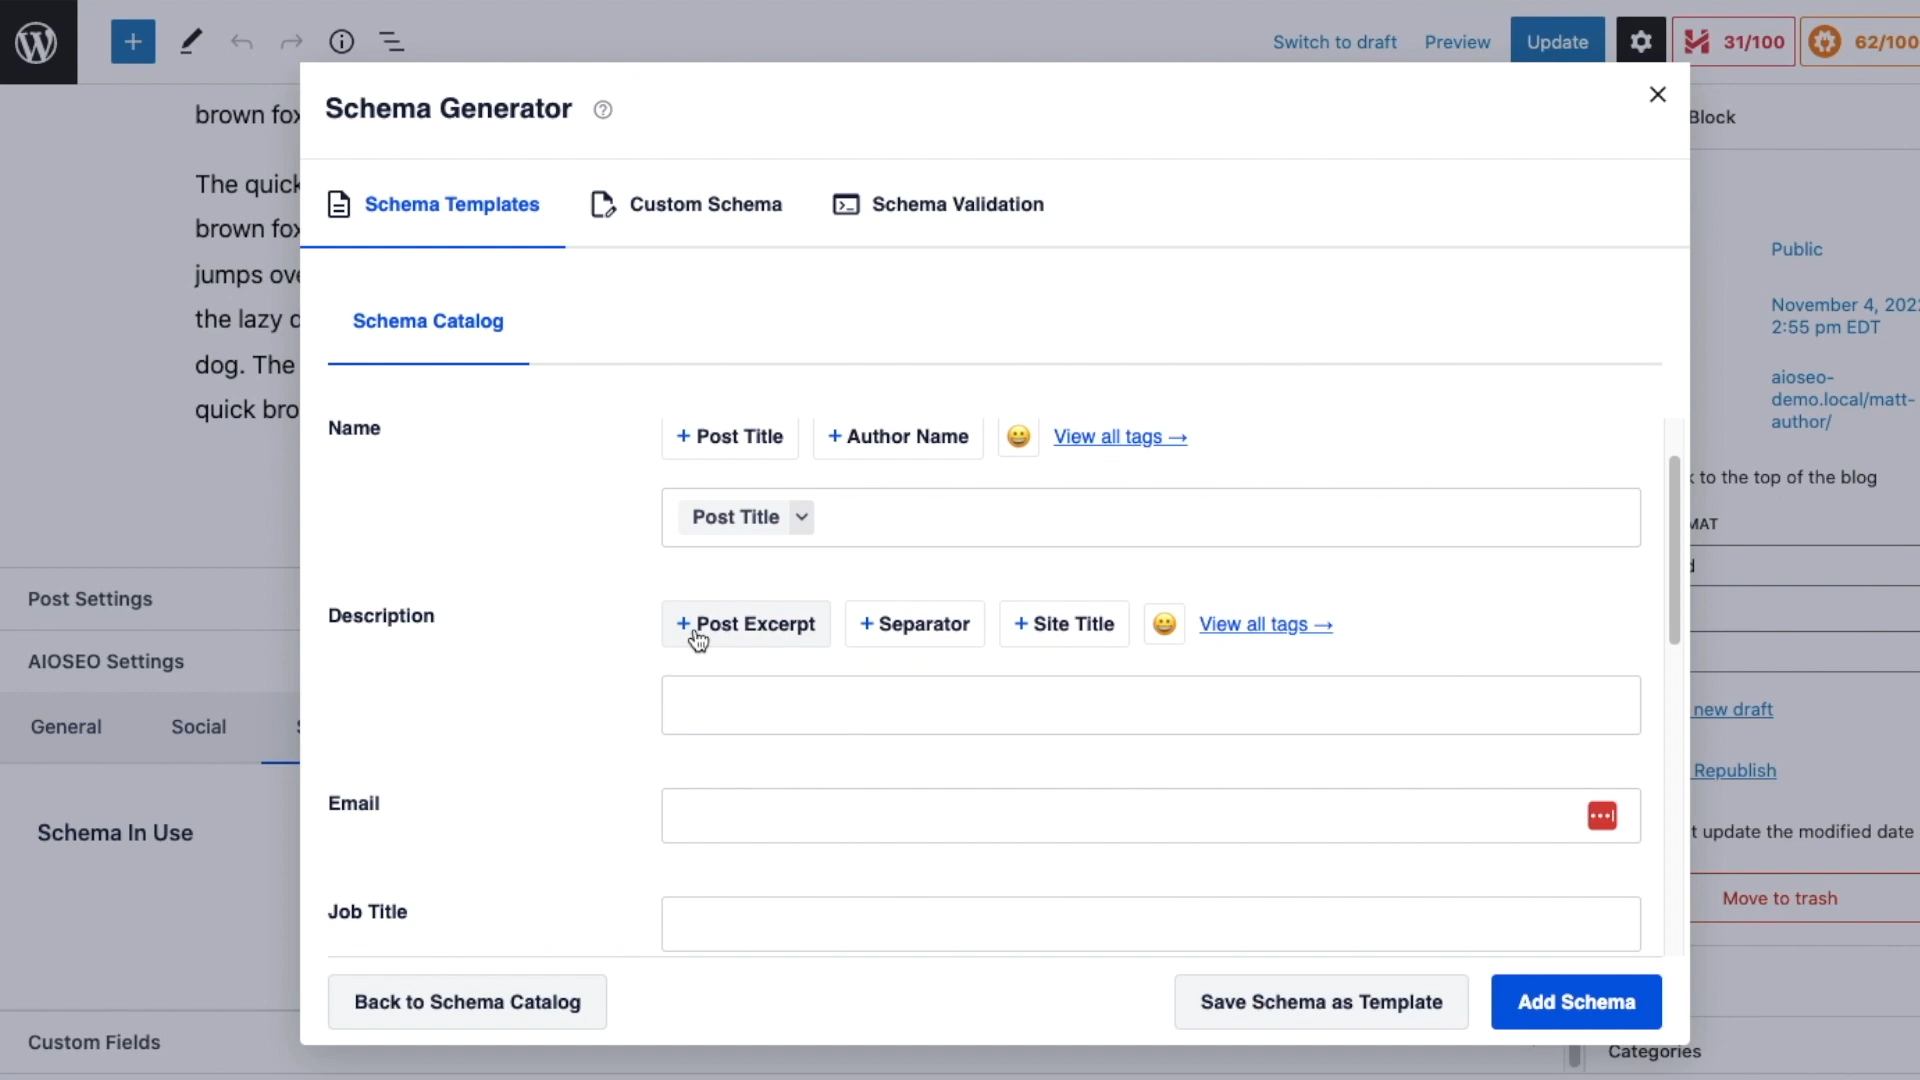 Switch to draft
Preview
Update
31/100
62/100
brown fox
The quick
brown fox
jumps ove
the lazy d
dog. The
quick bro
Post Settings
AIOSEO Settings
General
Social
Schema In Use
Custom Fields
Schema Generator
Schema Templates
Custom Schema
Schema Validation
Schema Catalog
Name
+ Post Title
+ Author Name
View all tags →
Post Title
Description
+ Post Excerpt
+ Separator
+ Site Title
View all tags →
Email
Job Title
Back to Schema Catalog
Save Schema as Template
Add Schema
Block
Public
November 4, 202
2:55 pm EDT
aioseo-
demo.local/matt-
author/
to the top of the blog
MAT
new draft
Republish
t update the modified date
Move to trash
Categories